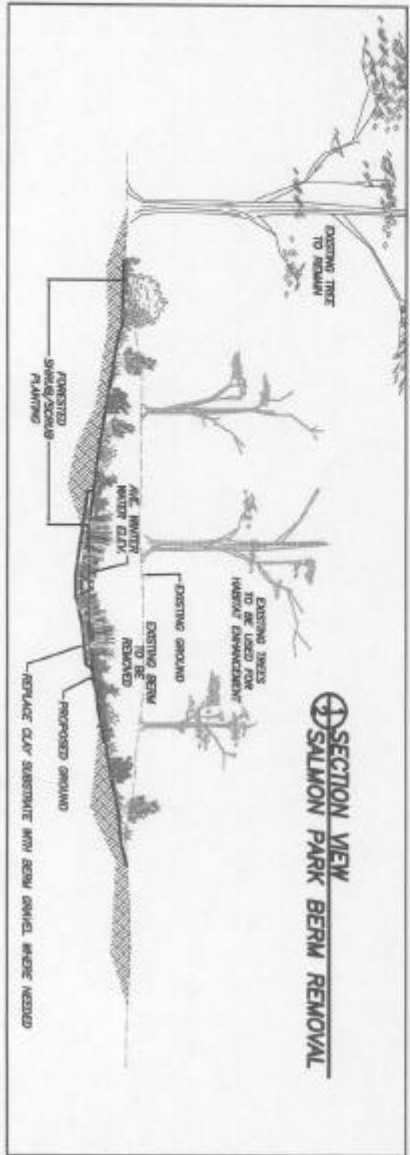 SECTION VIEW
SALMON PARK BERM REMOVAL
EXISTING TREE
TO REMAIN
EXISTING TREES
TO BE USED FOR
HABITAT ENHANCEMENT
EXISTING GROUND
EXISTING BERM
TO BE
REMOVED
AVE. WINTER
WATER ELEV.
FORESTED
SHRUB/SCRUB
PLANTING
PROPOSED GROUND
REPLACE CLAY SUBSTRATE WITH BERM GRAVEL WHERE NEEDED